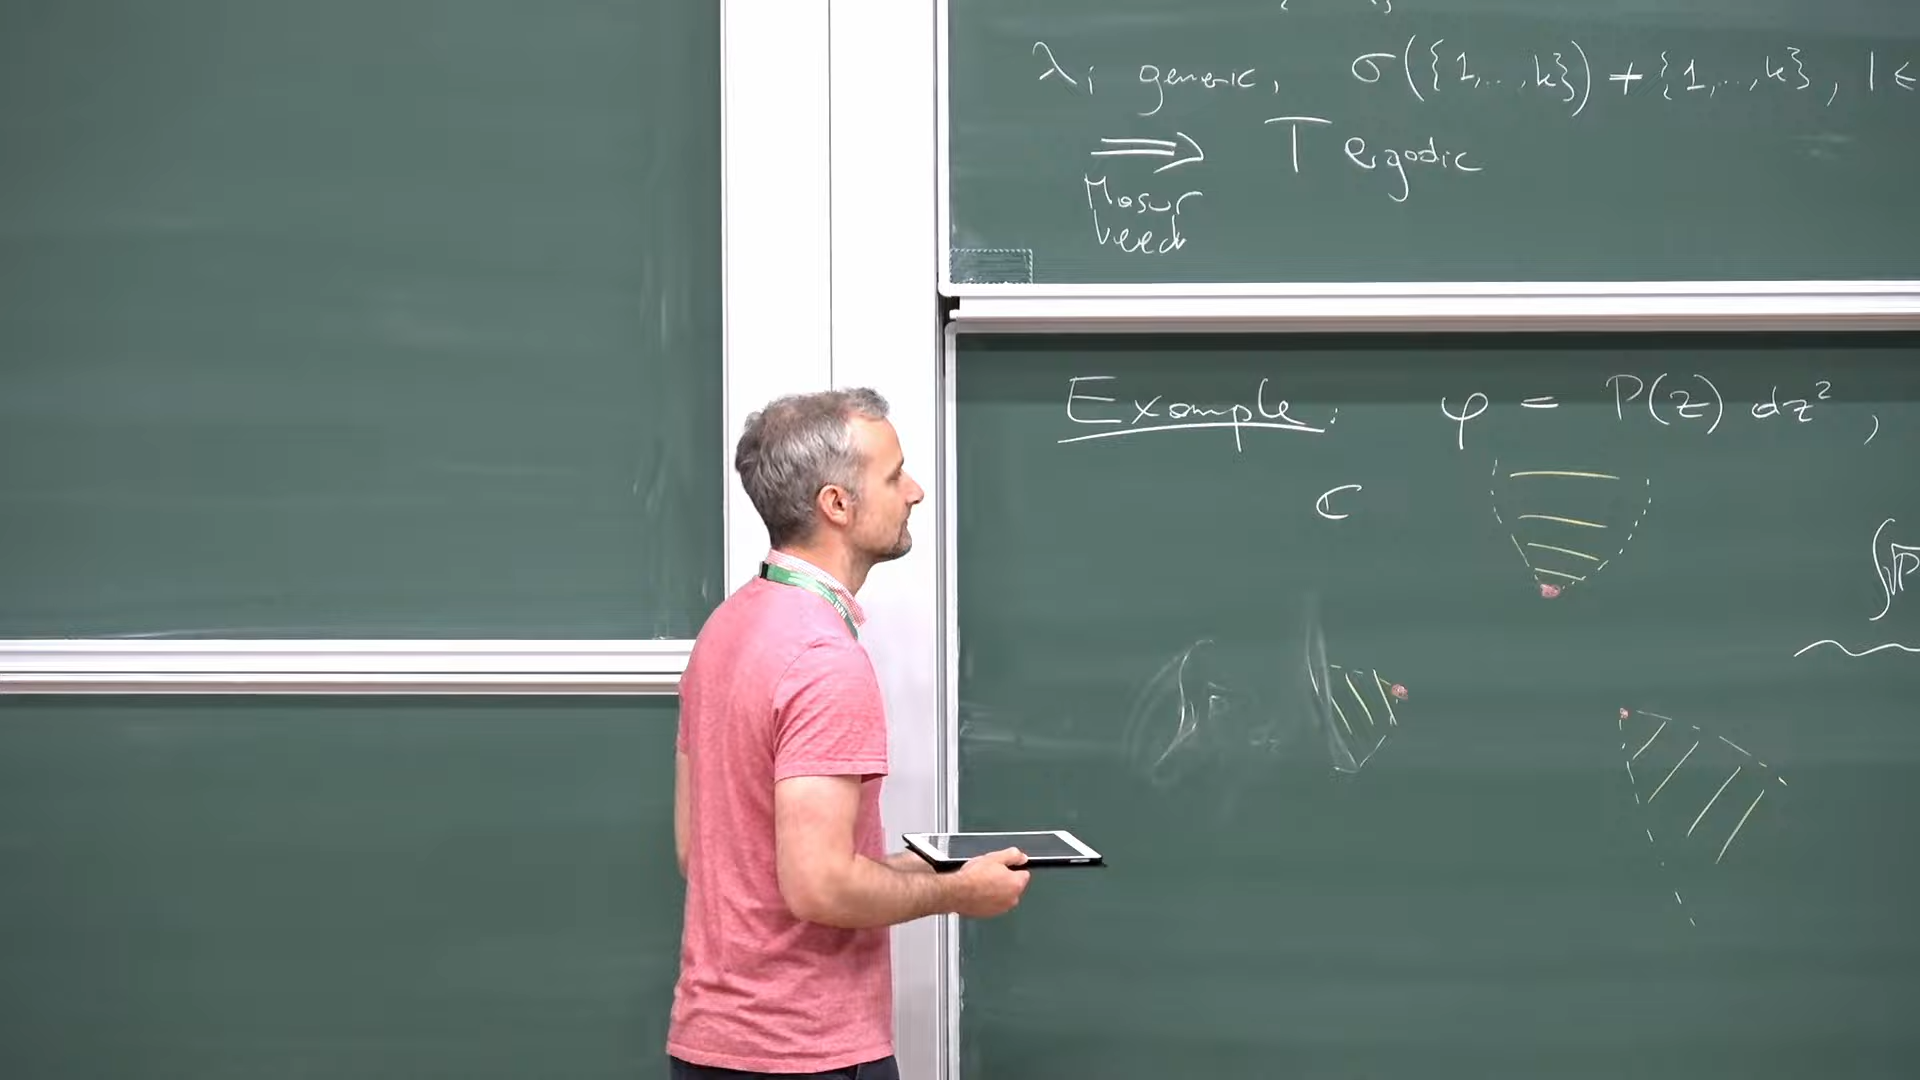 λᵢ generic, σ({1,..,k}) ≠ {1,..,k}, 1 ∈
⟹ T ergodic
Masur
Veech
Example: φ = P(z) dz²,
ℂ
∫√P